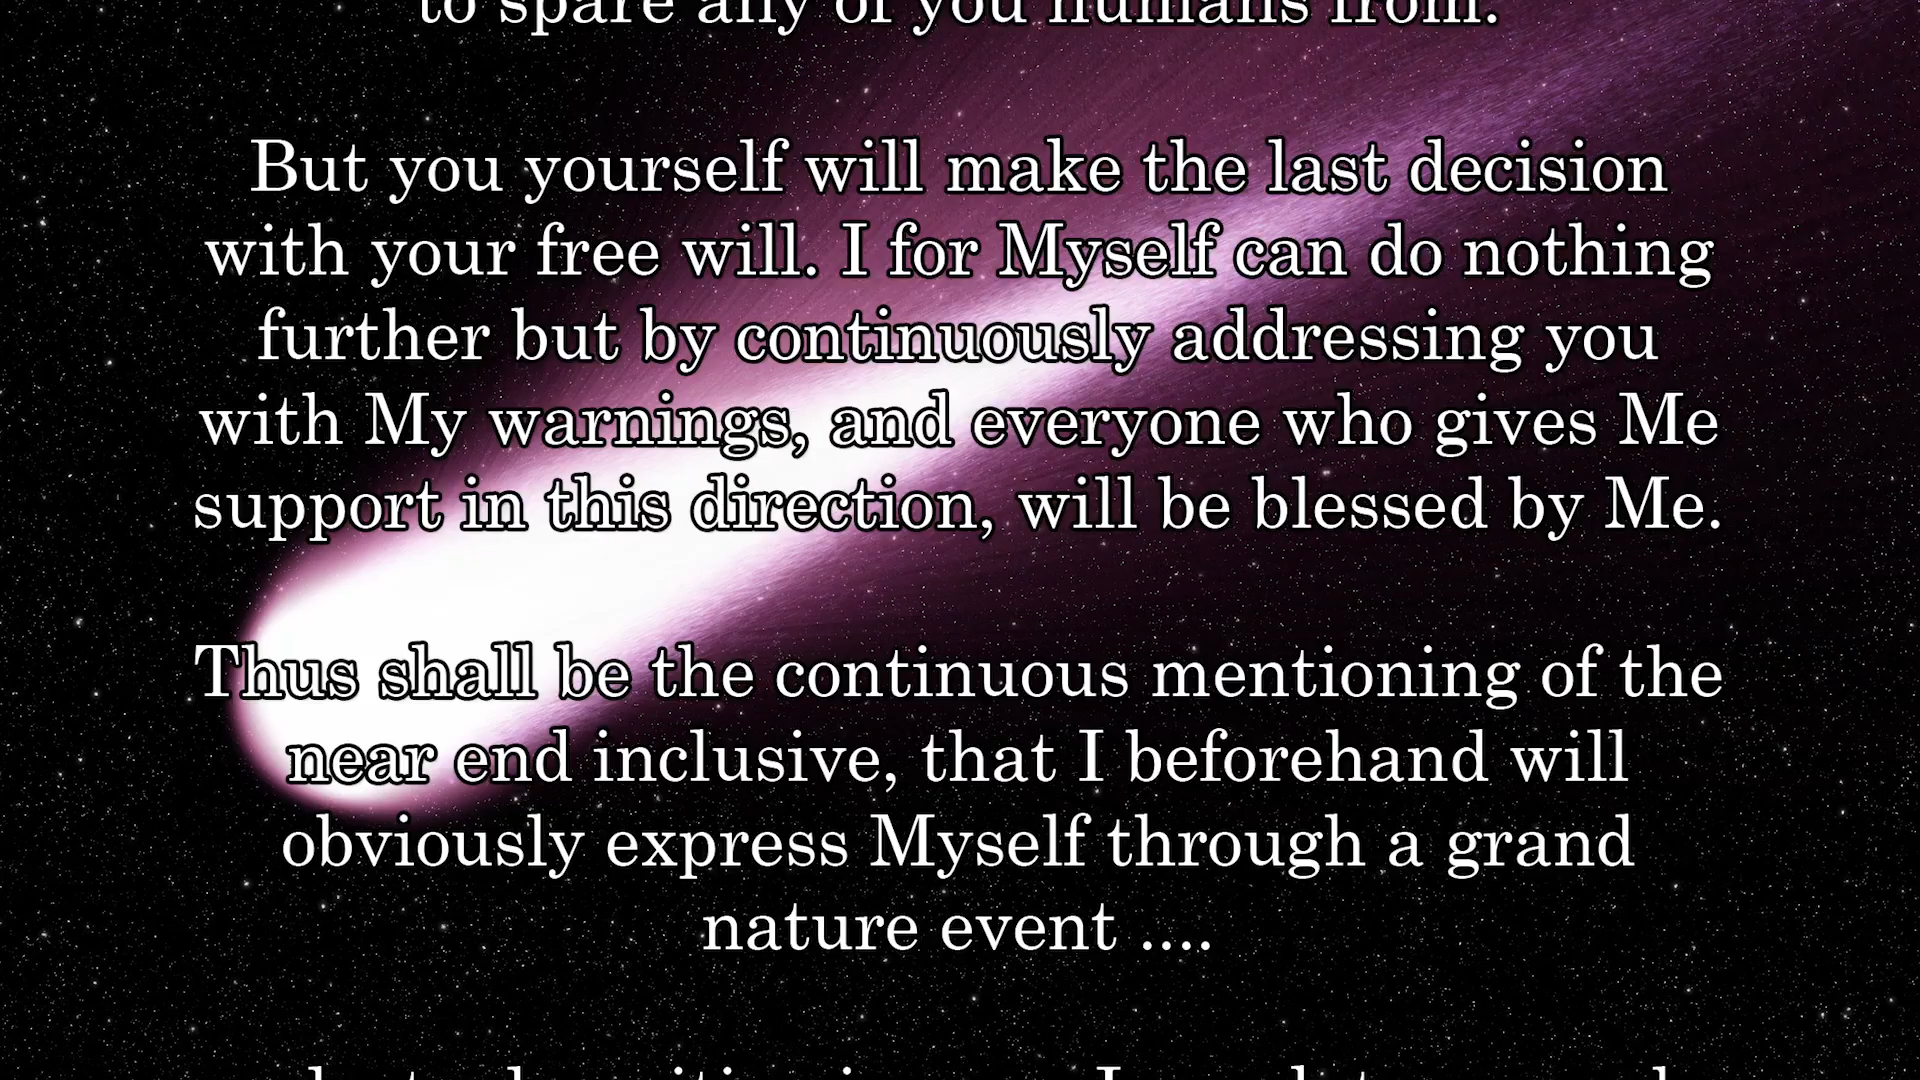 to spare any of you humans from.
But you yourself will make the last decision
with your free will. I for Myself can do nothing
further but by continuously addressing you
with My warnings, and everyone who gives Me
support in this direction, will be blessed by Me.
Thus shall be the continuous mentioning of the
near end inclusive, that I beforehand will
obviously express Myself through a grand
nature event ....